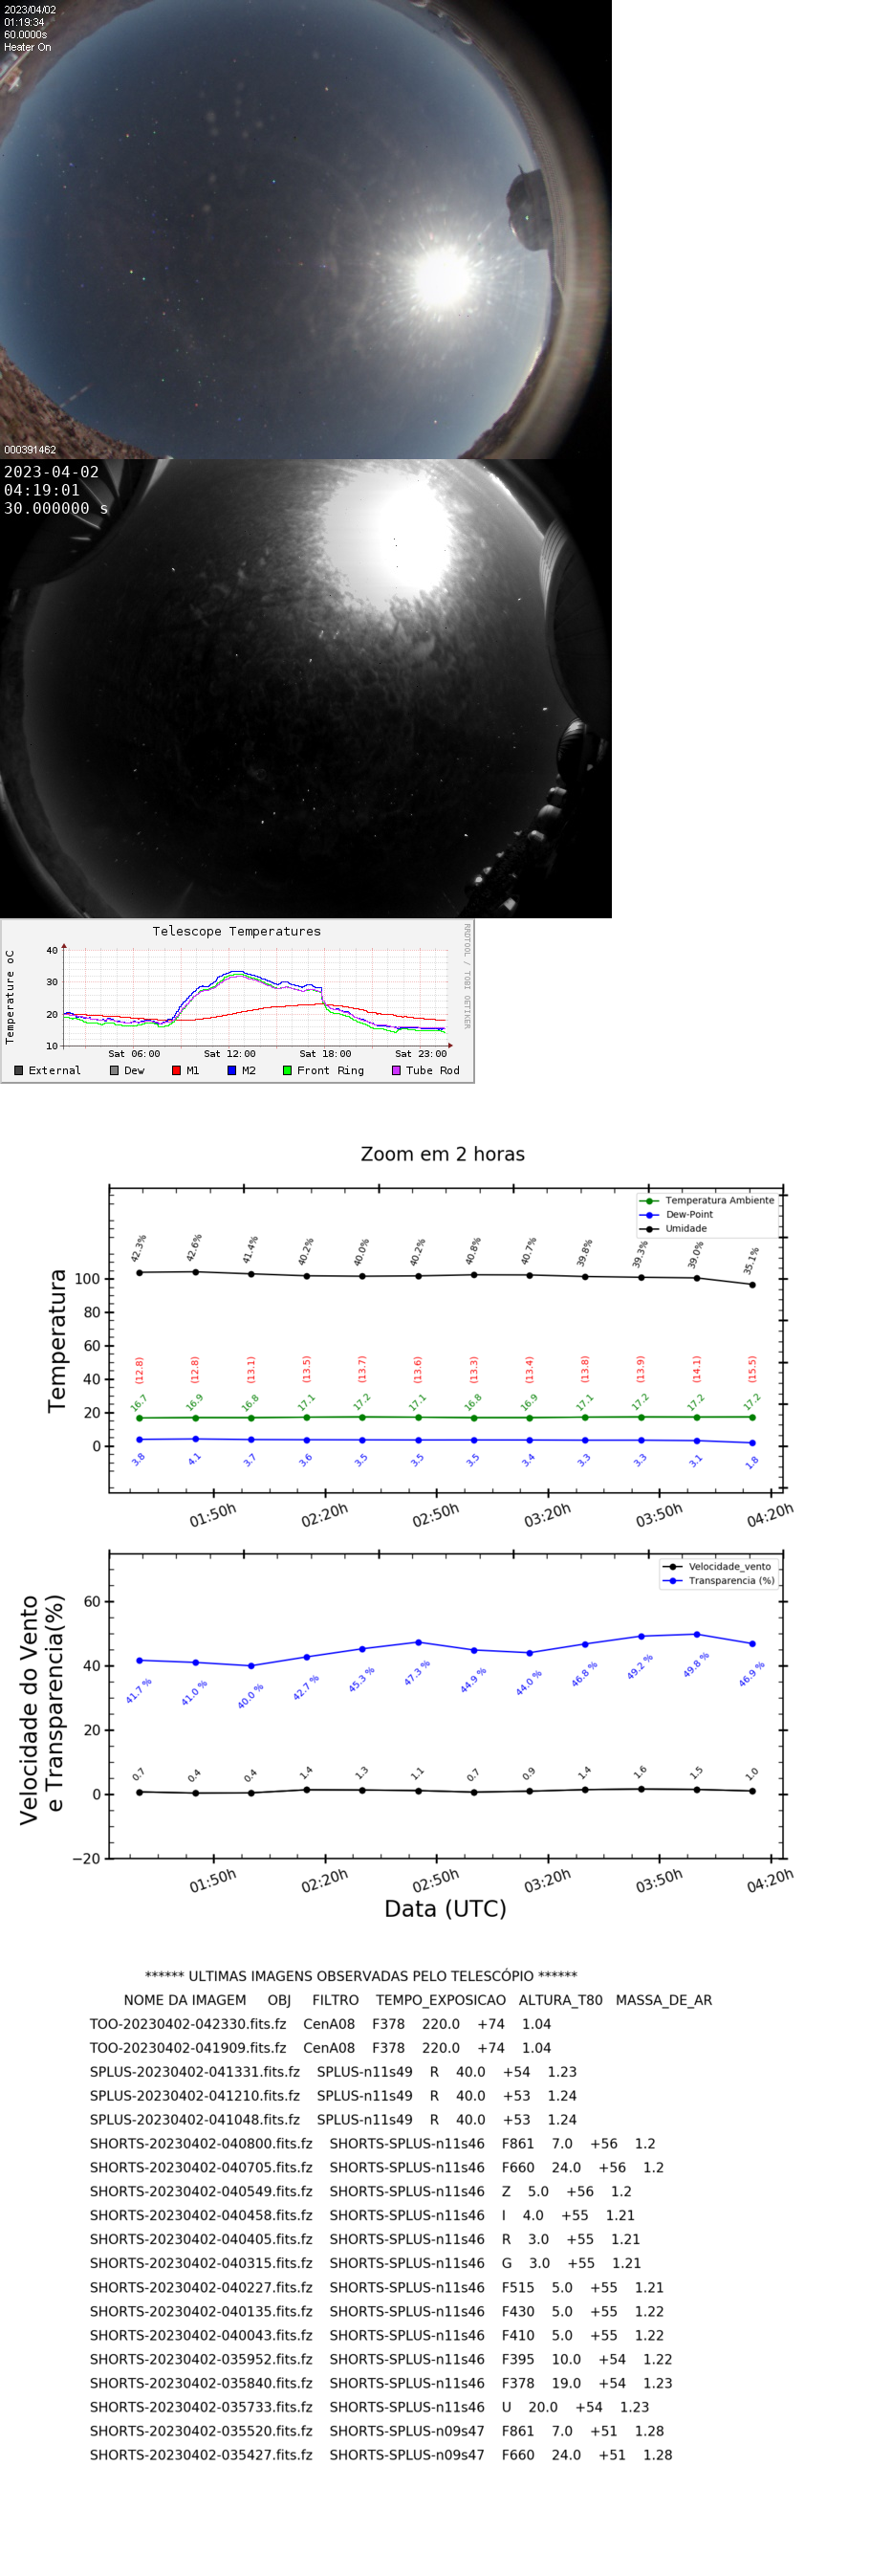 2023/04/02
01:19:34
60.0000s
Heater On
000391462
2023-04-02
04:19:01
30.000000 s
Telescope Temperatures
RRDTOOL / TOBI OETIKER
Temperature oC
40
30
20
10
Sat 06:00 Sat 12:00 Sat 18:00 Sat 23:00
External Dew M1 M2 Front Ring Tube Rod
Zoom em 2 horas
Temperatura Ambiente
Dew-Point
Umidade
Temperatura
42.3% 42.6% 41.4% 40.2% 40.0% 40.2% 40.8% 40.7% 39.8% 39.3% 39.0% 35.1%
100
80
60
40
20
0
(12.8) (12.8) (13.1) (13.5) (13.7) (13.6) (13.3) (13.4) (13.8) (13.9) (14.1) (15.5)
16.7 16.9 16.8 17.1 17.2 17.1 16.8 16.9 17.1 17.2 17.2 17.2
3.8 4.1 3.7 3.6 3.5 3.5 3.5 3.4 3.3 3.3 3.1 1.8
01:50h 02:20h 02:50h 03:20h 03:50h 04:20h
Velocidade_vento
Transparencia (%)
Velocidade do Vento
e Transparencia(%)
60
40
20
0
−20
41.7 % 41.0 % 40.0 % 42.7 % 45.3 % 47.3 % 44.9 % 44.0 % 46.8 % 49.2 % 49.8 % 46.9 %
0.7 0.4 0.4 1.4 1.3 1.1 0.7 0.9 1.4 1.6 1.5 1.0
01:50h 02:20h 02:50h 03:20h 03:50h 04:20h
Data (UTC)
****** ULTIMAS IMAGENS OBSERVADAS PELO TELESCÓPIO ******
NOME DA IMAGEM OBJ FILTRO TEMPO_EXPOSICAO ALTURA_T80 MASSA_DE_AR
TOO-20230402-042330.fits.fz CenA08 F378 220.0 +74 1.04
TOO-20230402-041909.fits.fz CenA08 F378 220.0 +74 1.04
SPLUS-20230402-041331.fits.fz SPLUS-n11s49 R 40.0 +54 1.23
SPLUS-20230402-041210.fits.fz SPLUS-n11s49 R 40.0 +53 1.24
SPLUS-20230402-041048.fits.fz SPLUS-n11s49 R 40.0 +53 1.24
SHORTS-20230402-040800.fits.fz SHORTS-SPLUS-n11s46 F861 7.0 +56 1.2
SHORTS-20230402-040705.fits.fz SHORTS-SPLUS-n11s46 F660 24.0 +56 1.2
SHORTS-20230402-040549.fits.fz SHORTS-SPLUS-n11s46 Z 5.0 +56 1.2
SHORTS-20230402-040458.fits.fz SHORTS-SPLUS-n11s46 I 4.0 +55 1.21
SHORTS-20230402-040405.fits.fz SHORTS-SPLUS-n11s46 R 3.0 +55 1.21
SHORTS-20230402-040315.fits.fz SHORTS-SPLUS-n11s46 G 3.0 +55 1.21
SHORTS-20230402-040227.fits.fz SHORTS-SPLUS-n11s46 F515 5.0 +55 1.21
SHORTS-20230402-040135.fits.fz SHORTS-SPLUS-n11s46 F430 5.0 +55 1.22
SHORTS-20230402-040043.fits.fz SHORTS-SPLUS-n11s46 F410 5.0 +55 1.22
SHORTS-20230402-035952.fits.fz SHORTS-SPLUS-n11s46 F395 10.0 +54 1.22
SHORTS-20230402-035840.fits.fz SHORTS-SPLUS-n11s46 F378 19.0 +54 1.23
SHORTS-20230402-035733.fits.fz SHORTS-SPLUS-n11s46 U 20.0 +54 1.23
SHORTS-20230402-035520.fits.fz SHORTS-SPLUS-n09s47 F861 7.0 +51 1.28
SHORTS-20230402-035427.fits.fz SHORTS-SPLUS-n09s47 F660 24.0 +51 1.28